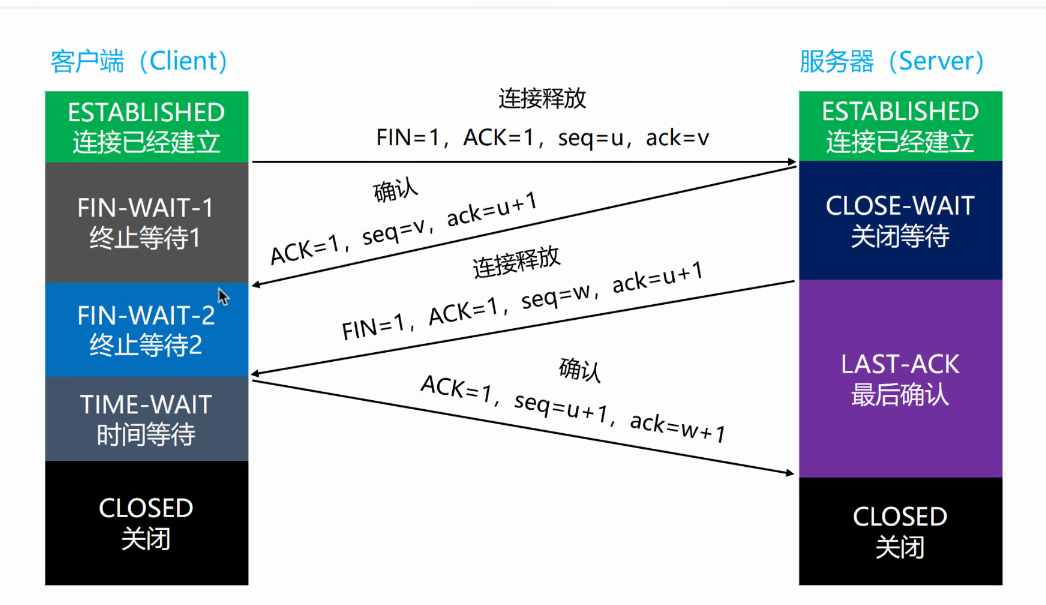 客户端（Client）
服务器（Server）
ESTABLISHED
连接已经建立
连接释放
FIN=1，ACK=1，seq=u，ack=v
ESTABLISHED
连接已经建立
FIN-WAIT-1
终止等待1
确认
ACK=1，seq=v，ack=u+1
CLOSE-WAIT
关闭等待
连接释放
FIN=1，ACK=1，seq=w，ack=u+1
FIN-WAIT-2
终止等待2
LAST-ACK
最后确认
确认
ACK=1，seq=u+1，ack=w+1
TIME-WAIT
时间等待
CLOSED
关闭
CLOSED
关闭